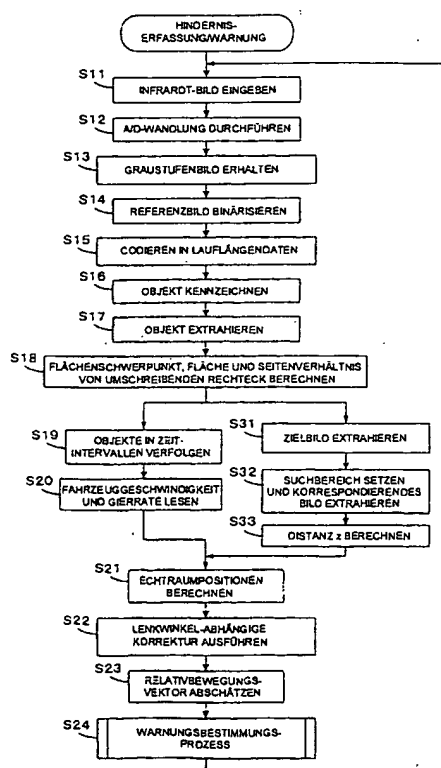 HINDERNIS-
ERFASSUNG/WARNUNG
S11
INFRAROT-BILD EINGEBEN
S12
A/D-WANDLUNG DURCHFÜHREN
S13
GRAUSTUFENBILD ERHALTEN
S14
REFERENZBILD BINÄRISIEREN
S15
CODIEREN IN LAUFLÄNGENDATEN
S16
OBJEKT KENNZEICHNEN
S17
OBJEKT EXTRAHIEREN
S18
FLÄCHENSCHWERPUNKT, FLÄCHE UND SEITENVERHÄLTNIS
VON UMSCHREIBENDEN RECHTECK BERECHNEN
S19
OBJEKTE IN ZEIT-
INTERVALLEN VERFOLGEN
S20
FAHRZEUGGESCHWINDIGKEIT
UND GIERRATE LESEN
S31
ZIELBILD EXTRAHIEREN
S32
SUCHBEREICH SETZEN
UND KORRESPONDIERENDES
BILD EXTRAHIEREN
S33
DISTANZ z BERECHNEN
S21
ECHTRAUMPOSITIONEN
BERECHNEN
S22
LENKWINKEL-ABHÄNGIGE
KORREKTUR AUSFÜHREN
S23
RELATIVBEWEGUNGS-
VEKTOR ABSCHÄTZEN
S24
WARNUNGSBESTIMMUNGS-
PROZESS